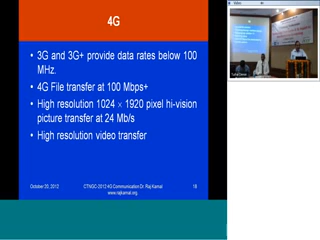 4G
• 3G and 3G+ provide data rates below 100
MHz.
• 4G File transfer at 100 Mbps+
• High resolution 1024 × 1920 pixel hi-vision
picture transfer at 24 Mb/s
• High resolution video transfer
October 20, 2012
CTNGC-2012 4G Communication Dr. Raj Kamal
18
www.rajkamal.org,
Video